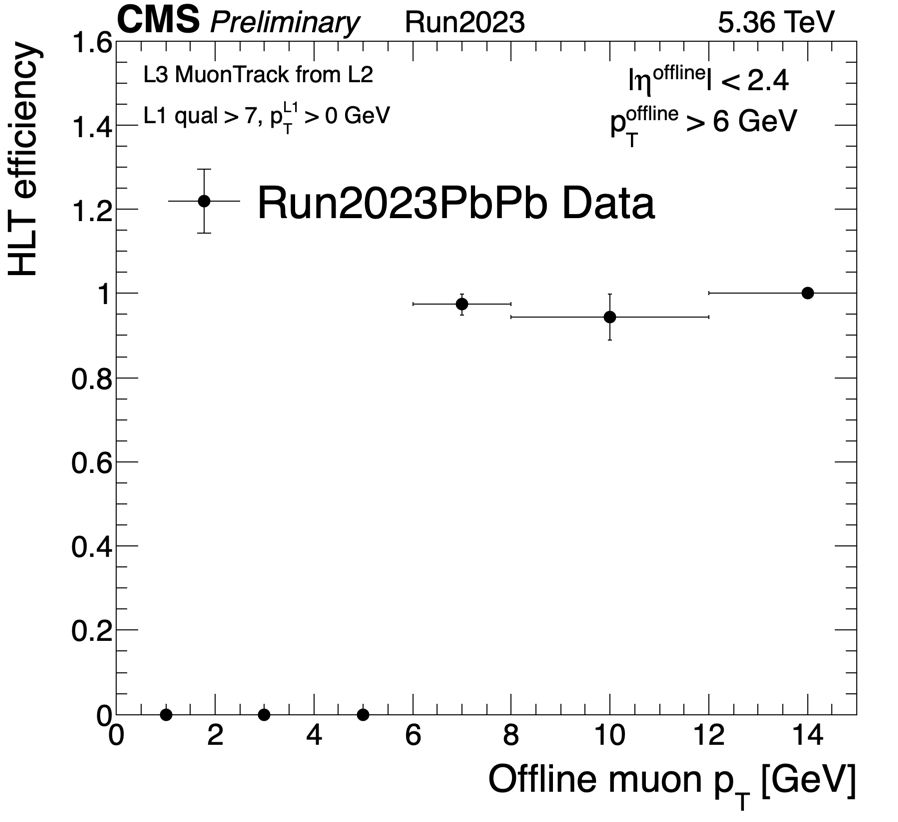 CMS Preliminary Run2023 5.36 TeV
HLT efficiency
L3 MuonTrack from L2
L1 qual > 7, p_T^L1 > 0 GeV
|η^offline| < 2.4
p_T^offline > 6 GeV
Run2023PbPb Data
1.6
1.4
1.2
1
0.8
0.6
0.4
0.2
0
0 2 4 6 8 10 12 14
Offline muon p_T [GeV]